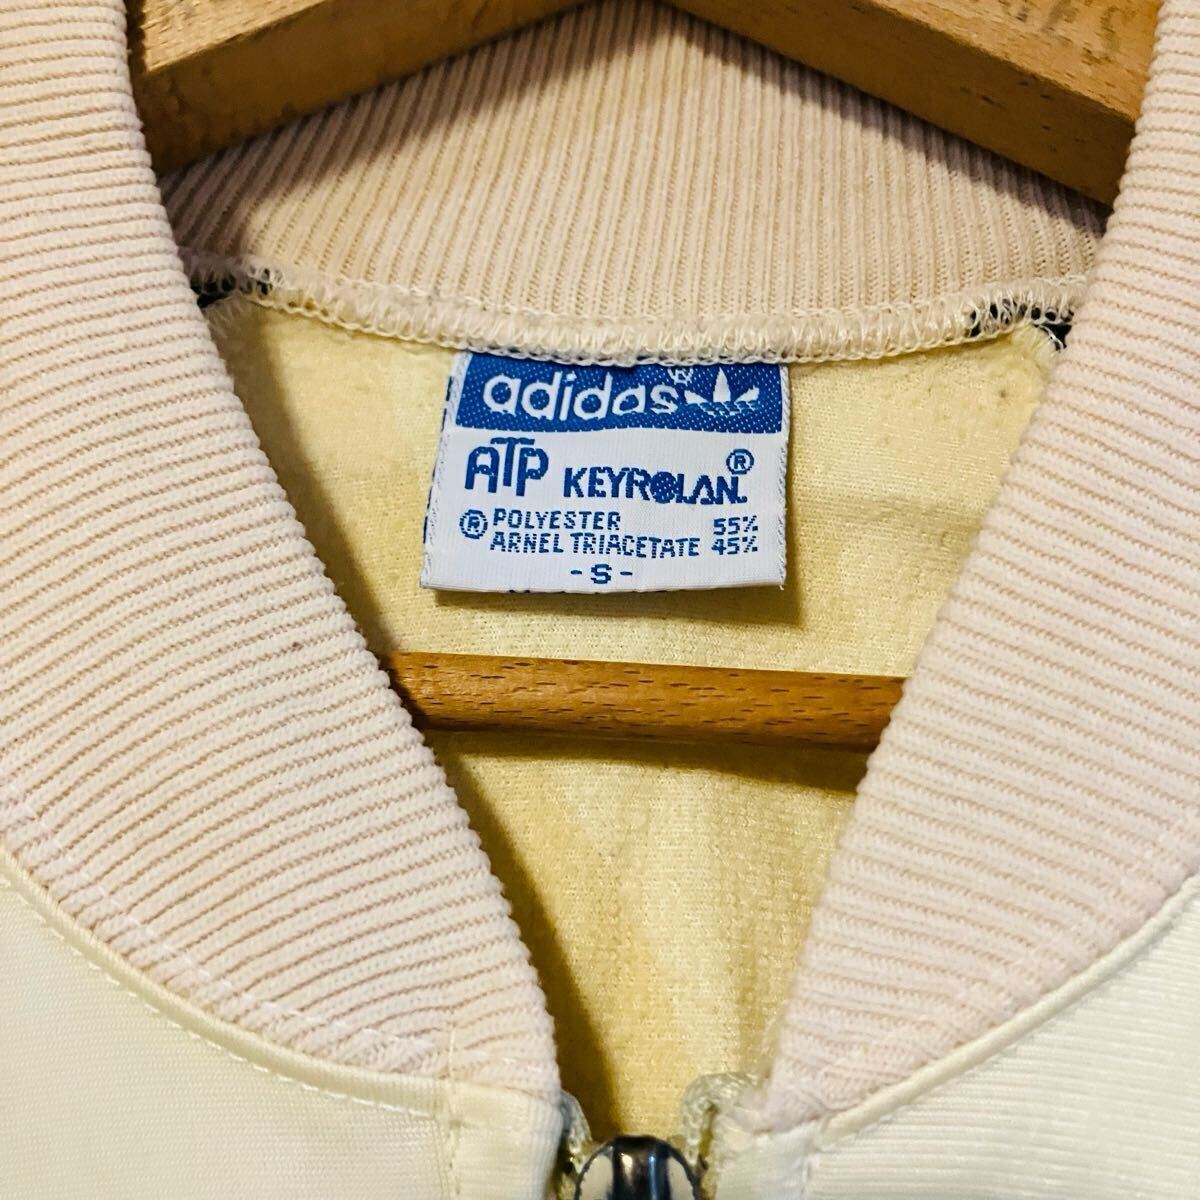 adidas®
ATP KEYROLAN.®
® POLYESTER 55%
ARNEL TRIACETATE 45%
- S -